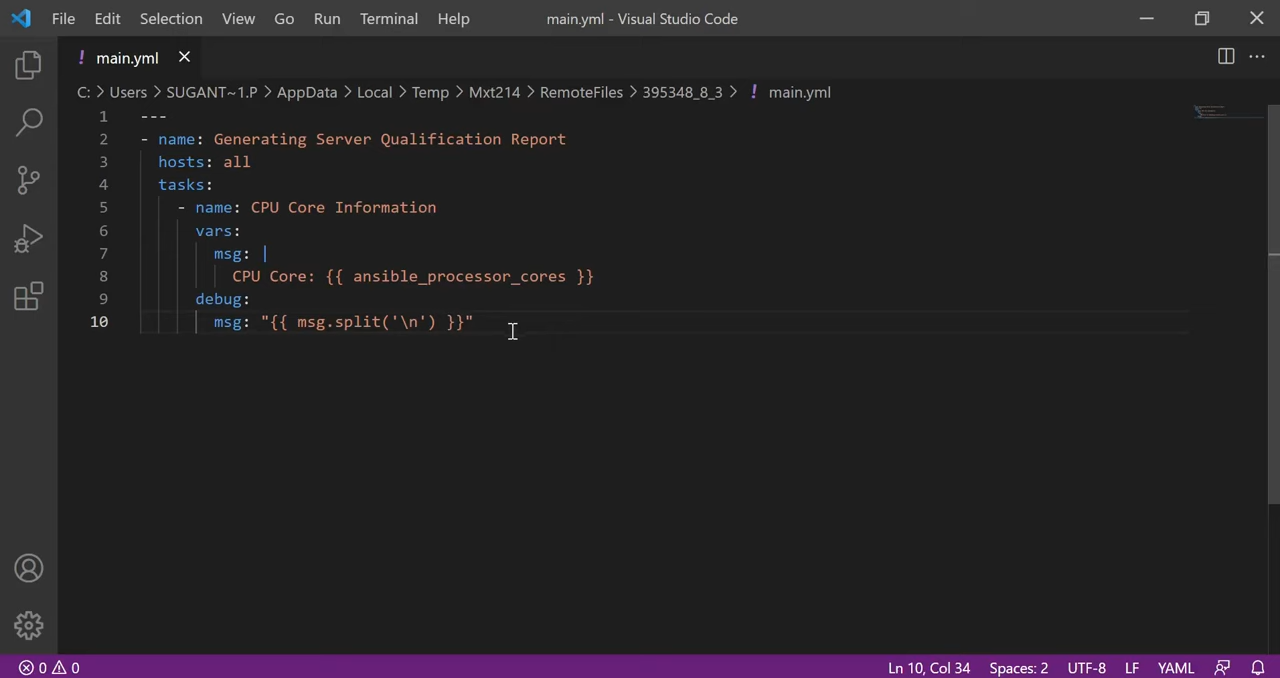 File Edit Selection View Go Run Terminal Help main.yml - Visual Studio Code
! main.yml
C: > Users > SUGANT~1.P > AppData > Local > Temp > Mxt214 > RemoteFiles > 395348_8_3 > ! main.yml
1 ---
2 - name: Generating Server Qualification Report
3 hosts: all
4 tasks:
5 - name: CPU Core Information
6 vars:
7 msg: |
8 CPU Core: {{ ansible_processor_cores }}
9 debug:
10 msg: "{{ msg.split('\n') }}"
0 0 Ln 10, Col 34 Spaces: 2 UTF-8 LF YAML